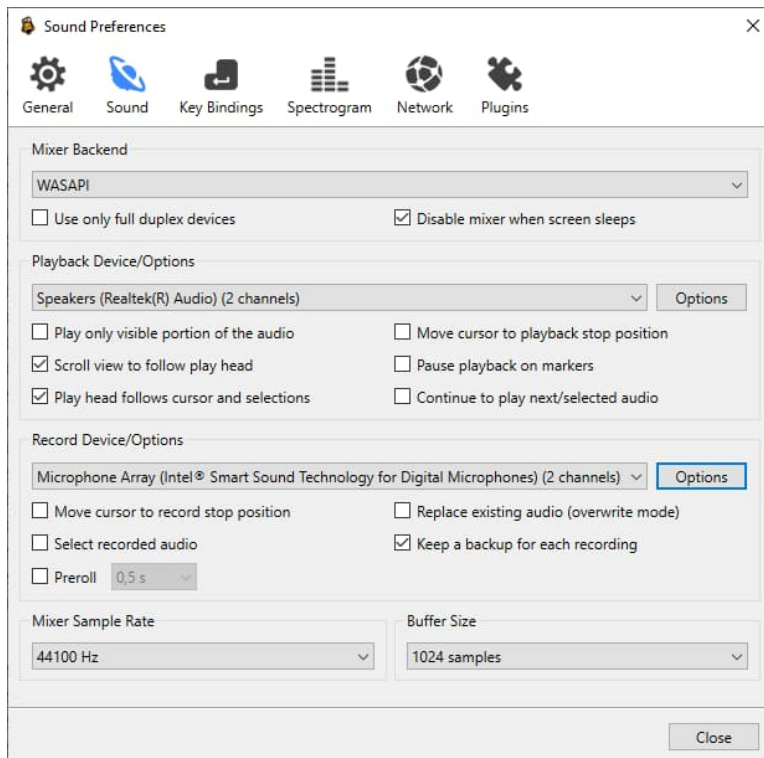 Sound Preferences
General Sound Key Bindings Spectrogram Network Plugins
Mixer Backend
WASAPI
Use only full duplex devices Disable mixer when screen sleeps
Playback Device/Options
Speakers (Realtek(R) Audio) (2 channels) Options
Play only visible portion of the audio Move cursor to playback stop position
Scroll view to follow play head Pause playback on markers
Play head follows cursor and selections Continue to play next/selected audio
Record Device/Options
Microphone Array (Intel® Smart Sound Technology for Digital Microphones) (2 channels) Options
Move cursor to record stop position Replace existing audio (overwrite mode)
Select recorded audio Keep a backup for each recording
Preroll 0,5 s
Mixer Sample Rate Buffer Size
44100 Hz 1024 samples
Close